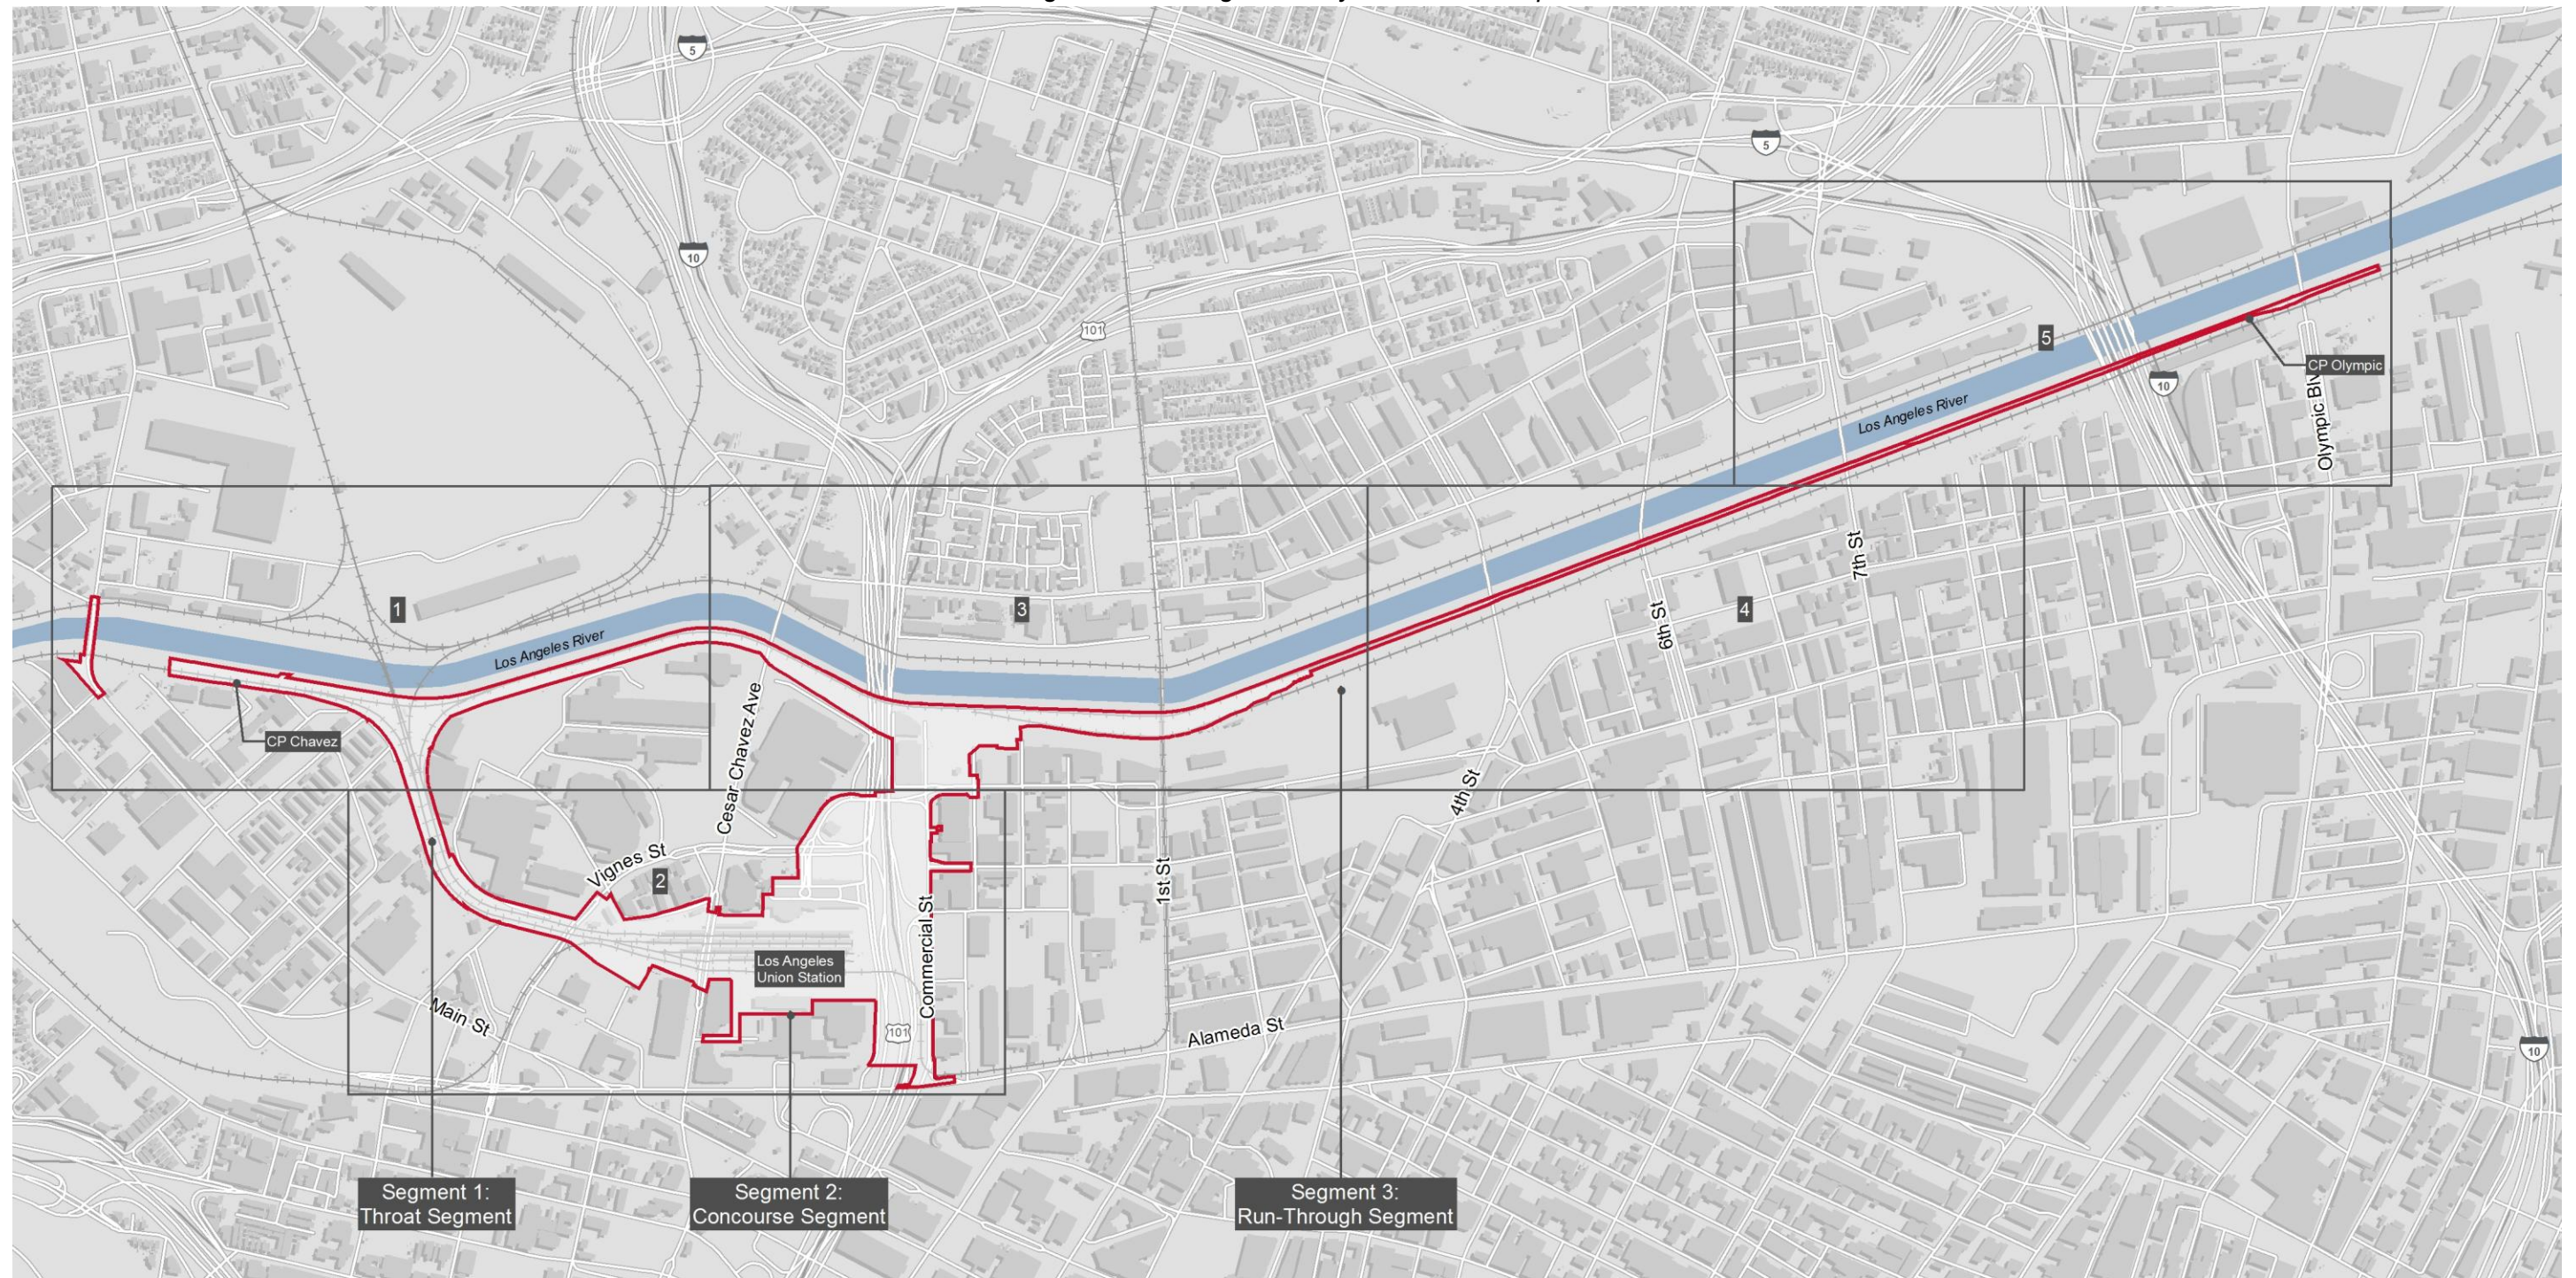 5
5
10
101
5
CP Olympic
10
Los Angeles River
Olympic Blv
7th St
1
3
4
6th St
Los Angeles River
CP Chavez
Cesar Chavez Ave
4th St
Vignes St
2
1st St
Commercial St
Los Angeles
Union Station
Main St
101
Alameda St
10
Segment 1:
Throat Segment
Segment 2:
Concourse Segment
Segment 3:
Run-Through Segment